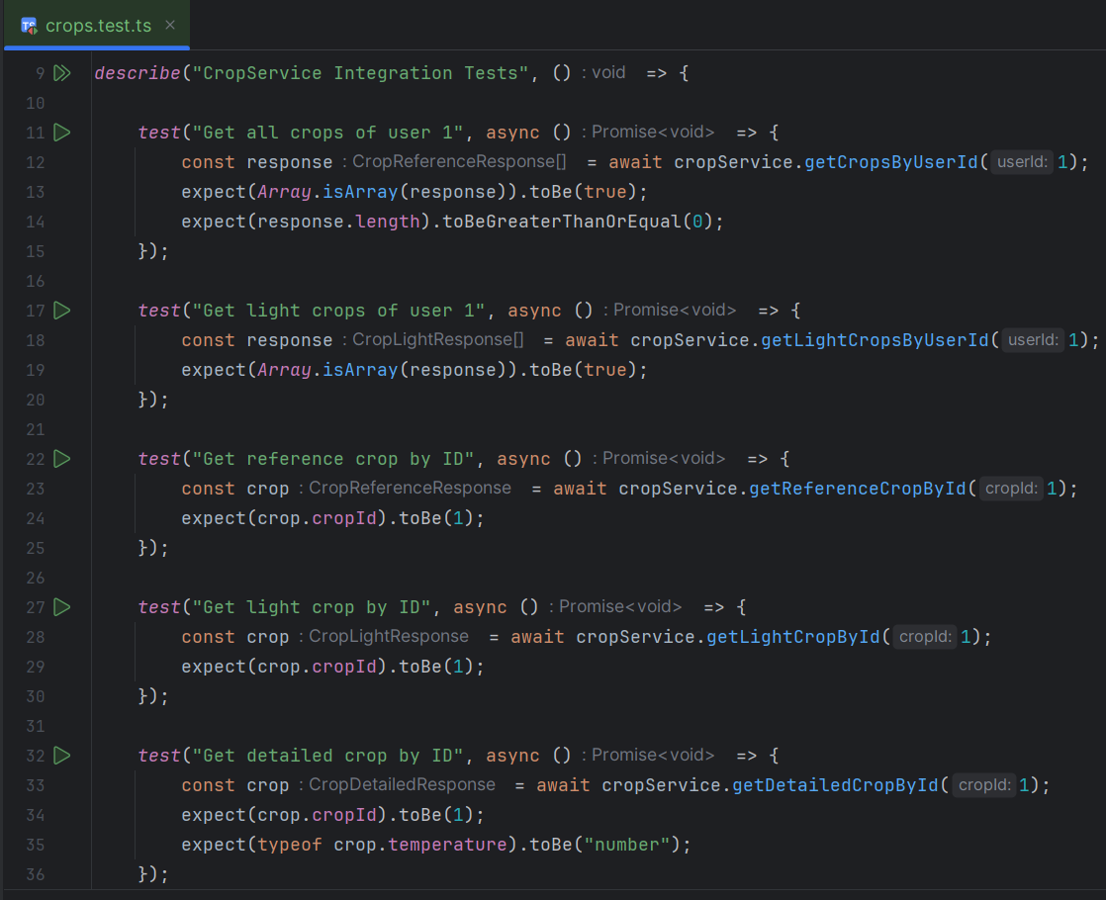 crops.test.ts ×
9 describe("CropService Integration Tests", () : void => {
10
11 test("Get all crops of user 1", async () : Promise<void> => {
12 const response : CropReferenceResponse[] = await cropService.getCropsByUserId( userId: 1);
13 expect(Array.isArray(response)).toBe(true);
14 expect(response.length).toBeGreaterThanOrEqual(0);
15 });
16
17 test("Get light crops of user 1", async () : Promise<void> => {
18 const response : CropLightResponse[] = await cropService.getLightCropsByUserId( userId: 1);
19 expect(Array.isArray(response)).toBe(true);
20 });
21
22 test("Get reference crop by ID", async () : Promise<void> => {
23 const crop : CropReferenceResponse = await cropService.getReferenceCropById( cropId: 1);
24 expect(crop.cropId).toBe(1);
25 });
26
27 test("Get light crop by ID", async () : Promise<void> => {
28 const crop : CropLightResponse = await cropService.getLightCropById( cropId: 1);
29 expect(crop.cropId).toBe(1);
30 });
31
32 test("Get detailed crop by ID", async () : Promise<void> => {
33 const crop : CropDetailedResponse = await cropService.getDetailedCropById( cropId: 1);
34 expect(crop.cropId).toBe(1);
35 expect(typeof crop.temperature).toBe("number");
36 });